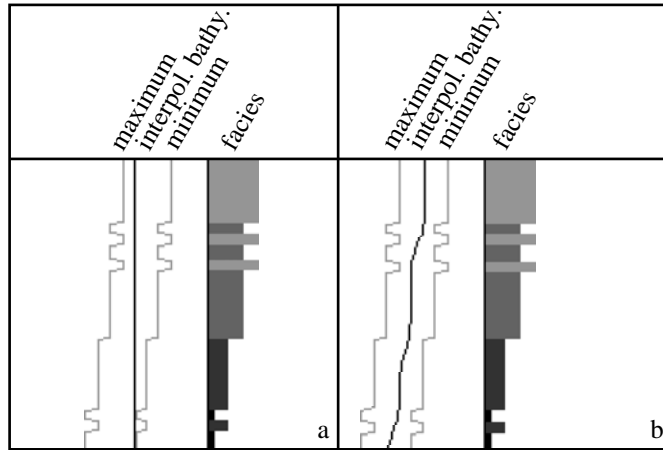 maximum
interpol. bathy.
minimum
facies
maximum
interpol. bathy.
minimum
facies
a
b